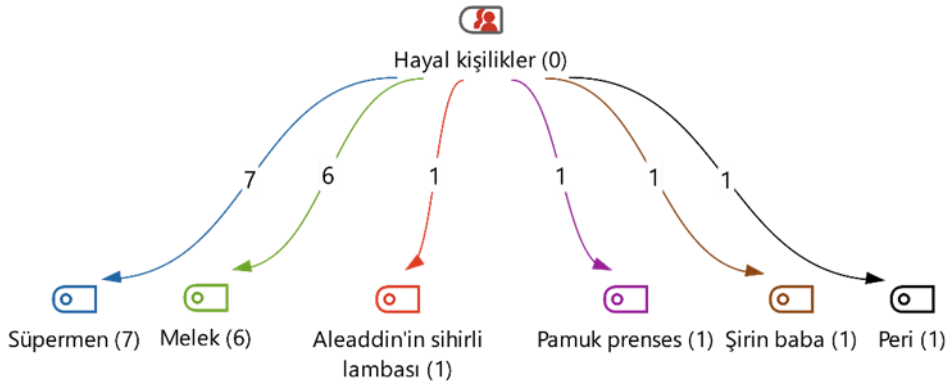 Hayal kişilikler (0)
7 6 1 1 1 1
Süpermen (7) Melek (6) Aleaddin'in sihirli Pamuk prenses (1) Şirin baba (1) Peri (1)
lambası (1)